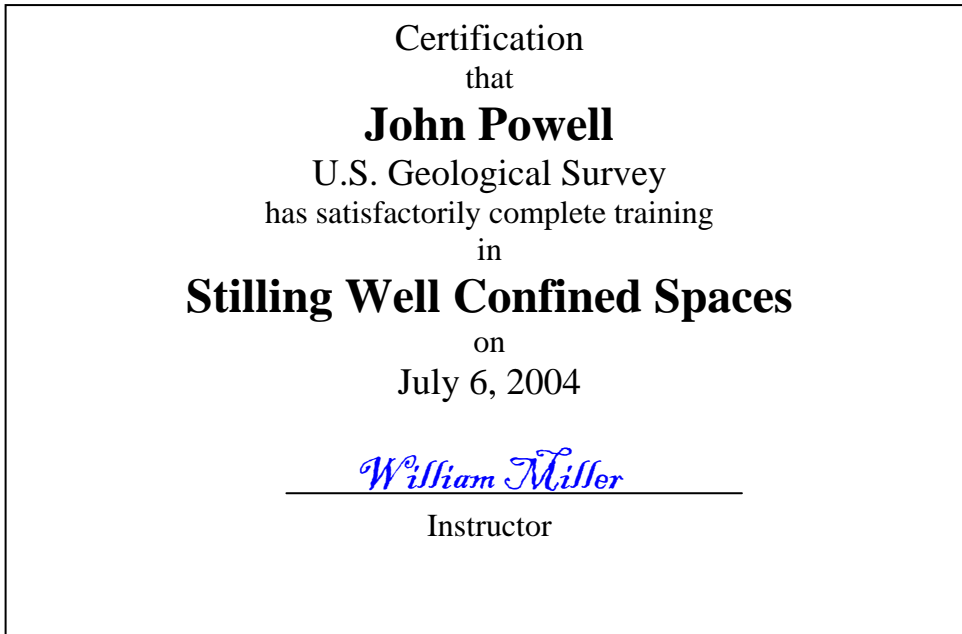 Certification
that
John Powell
U.S. Geological Survey
has satisfactorily complete training
in
Stilling Well Confined Spaces
on
July 6, 2004
William Miller
Instructor